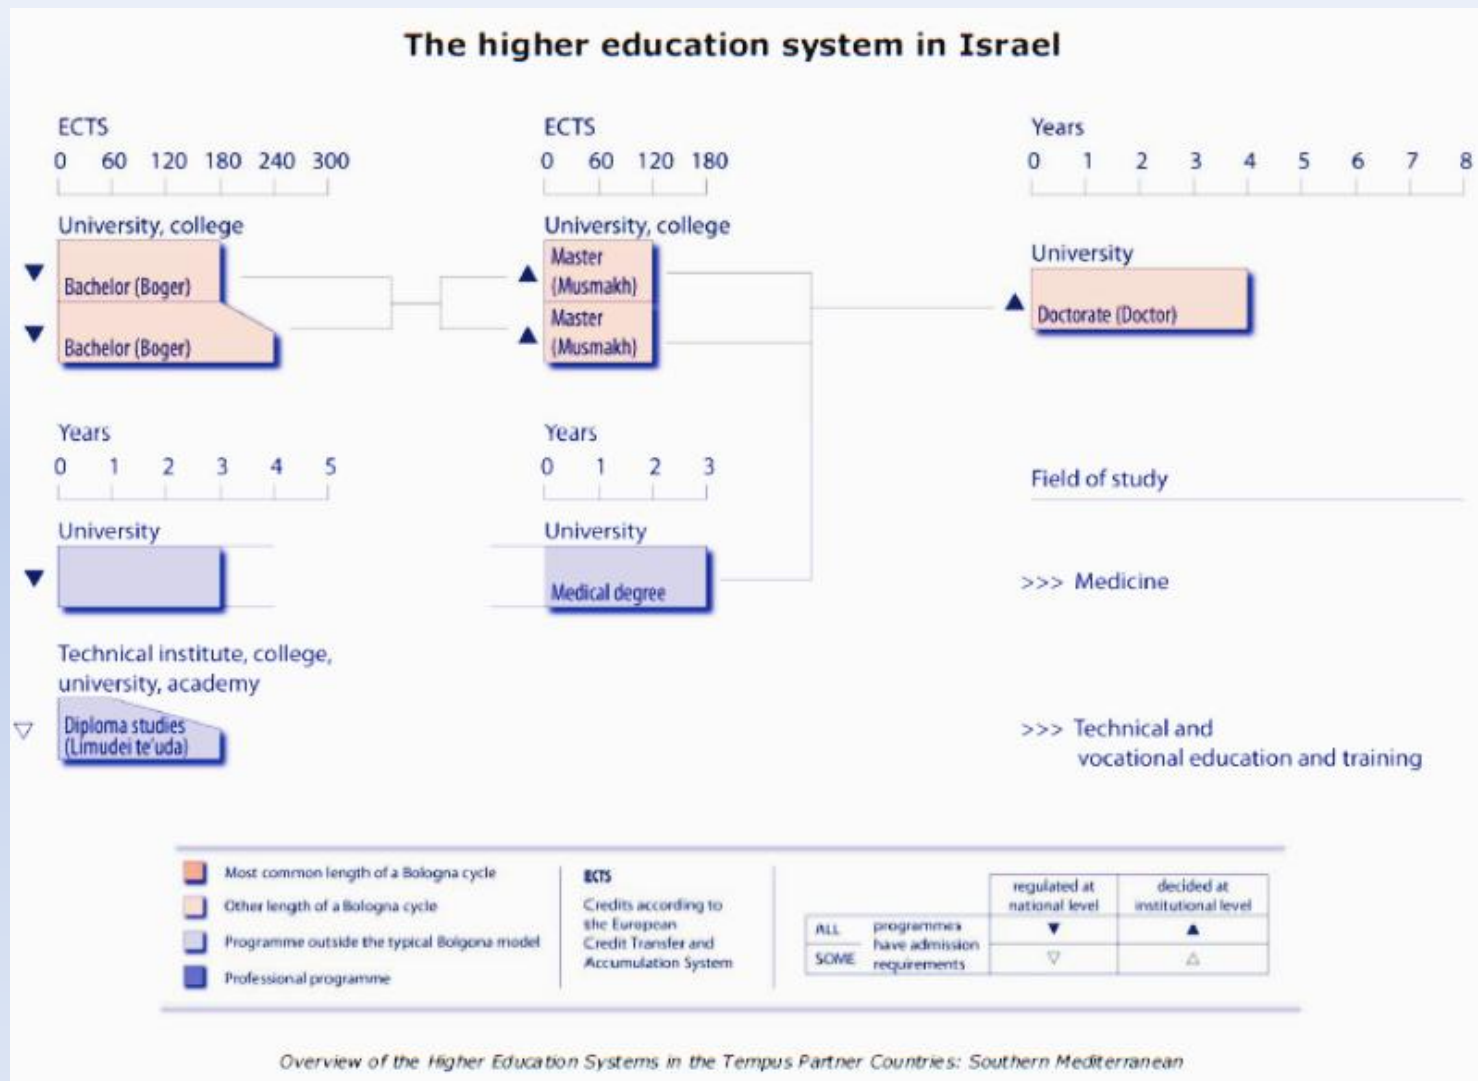 The higher education system in Israel
ECTS
0 60 120 180 240 300
University, college
Bachelor (Boger)
Bachelor (Boger)
ECTS
0 60 120 180
University, college
Master
(Musmakh)
Master
(Musmakh)
Years
0 1 2 3 4 5 6 7 8
University
Doctorate (Doctor)
Years
0 1 2 3 4 5
University
Years
0 1 2 3
University
Medical degree
Field of study
>>> Medicine
Technical institute, college,
university, academy
Diploma studies
(Limudei te'uda)
>>> Technical and
vocational education and training
Most common length of a Bologna cycle
Other length of a Bologna cycle
Programme outside the typical Bolgona model
Professional programme
ECTS
Credits according to
the European
Credit Transfer and
Accumulation System
regulated at
national level
decided at
institutional level
ALL
SOME
programmes
have admission
requirements
Overview of the Higher Education Systems in the Tempus Partner Countries: Southern Mediterranean